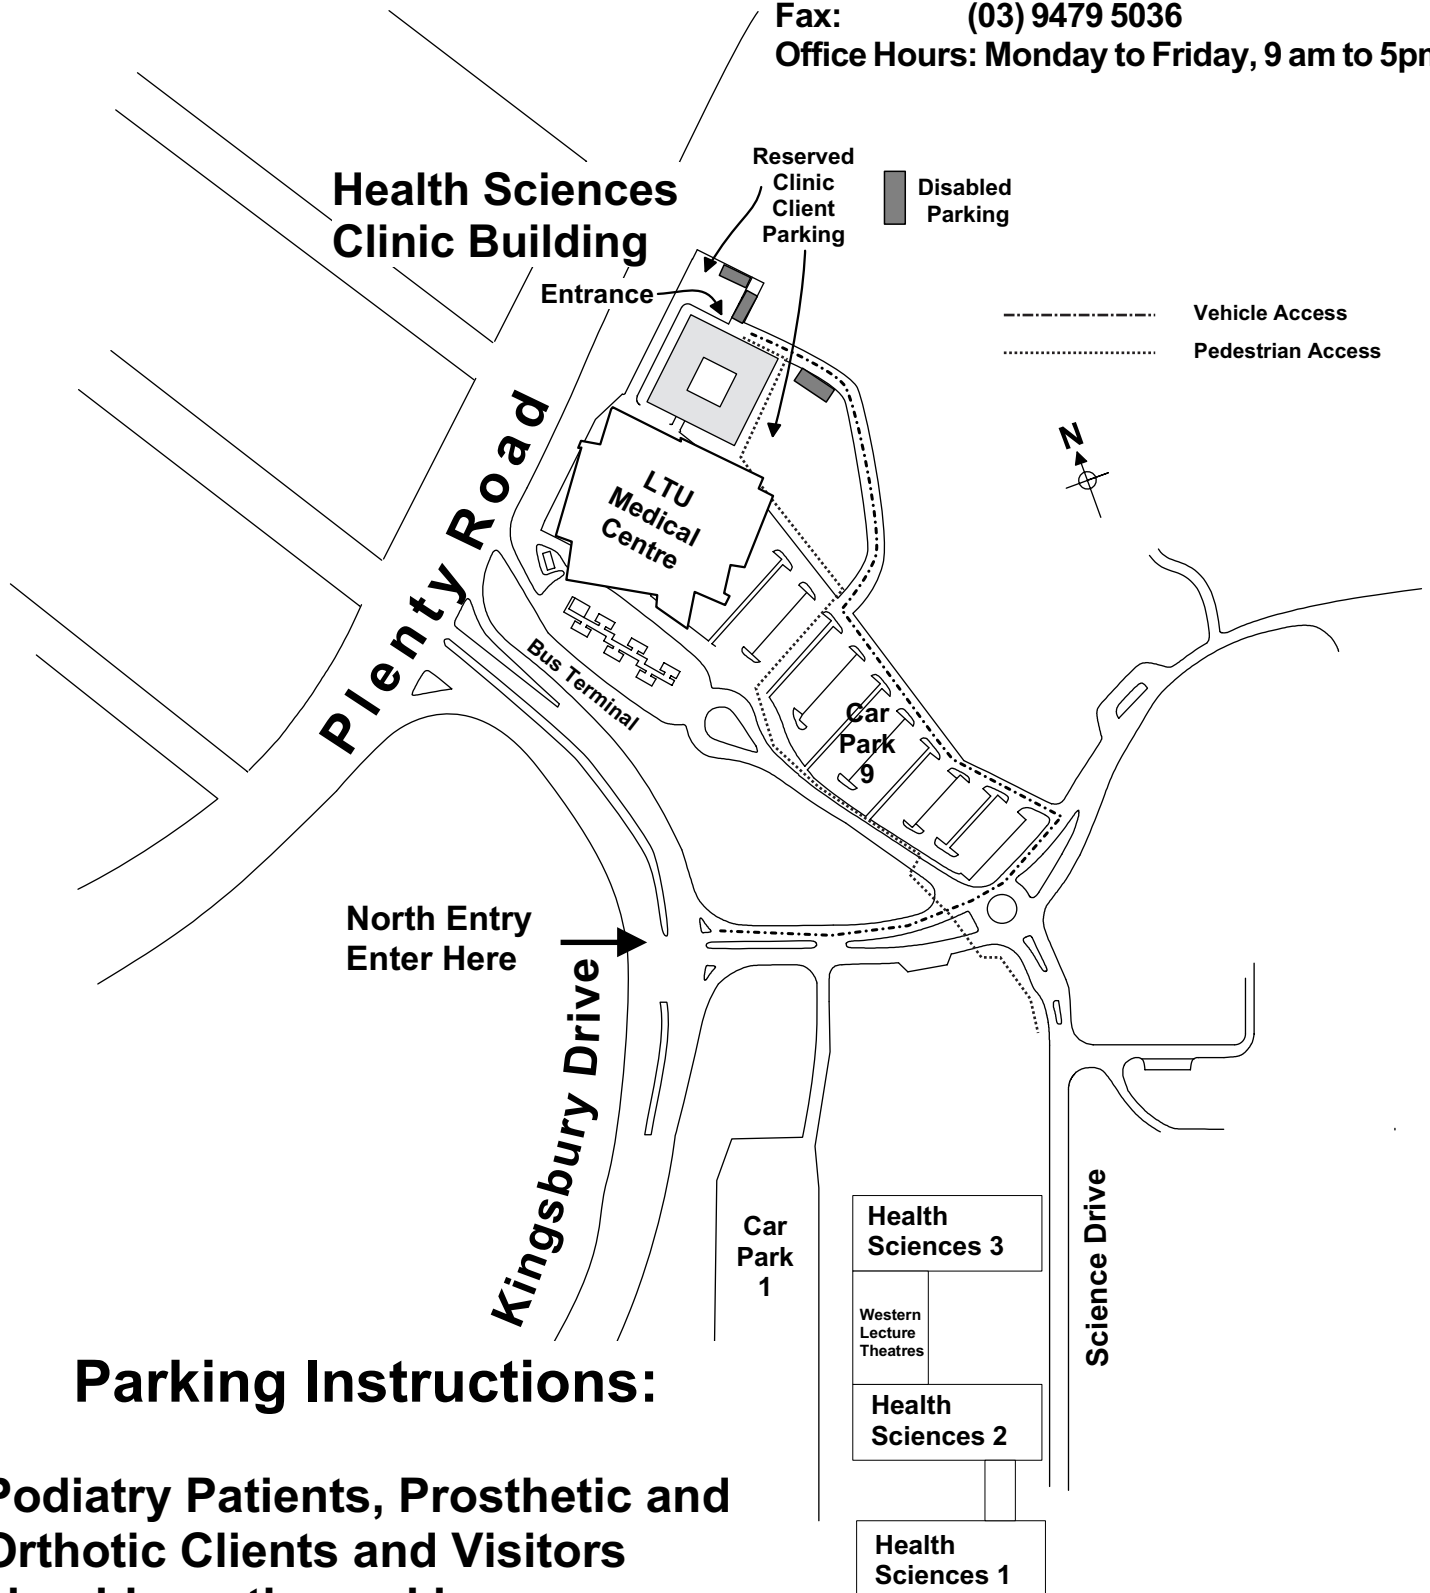 Fax: (03) 9479 5036
Office Hours: Monday to Friday, 9 am to 5pm
Reserved
Clinic
Client
Parking
Disabled
Parking
Health Sciences
Clinic Building
Entrance
Vehicle Access
Pedestrian Access
N
Plenty Road
LTU
Medical
Centre
Bus Terminal
Car
Park
9
North Entry
Enter Here
Kingsbury Drive
Car
Park
1
Health
Sciences 3
Western
Lecture
Theatres
Science Drive
Health
Sciences 2
Health
Sciences 1
Parking Instructions:
Podiatry Patients, Prosthetic and
Orthotic Clients and Visitors